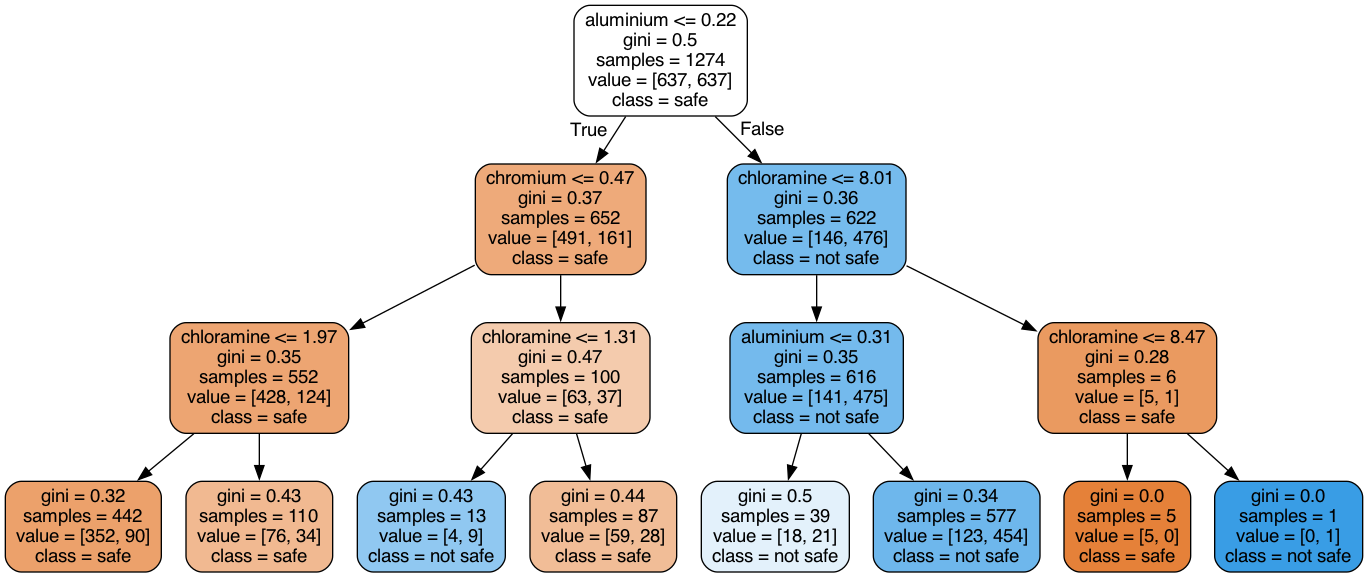 aluminium <= 0.22
gini = 0.5
samples = 1274
value = [637, 637]
class = safe
True
False
chromium <= 0.47
gini = 0.37
samples = 652
value = [491, 161]
class = safe
chloramine <= 8.01
gini = 0.36
samples = 622
value = [146, 476]
class = not safe
chloramine <= 1.97
gini = 0.35
samples = 552
value = [428, 124]
class = safe
chloramine <= 1.31
gini = 0.47
samples = 100
value = [63, 37]
class = safe
aluminium <= 0.31
gini = 0.35
samples = 616
value = [141, 475]
class = not safe
chloramine <= 8.47
gini = 0.28
samples = 6
value = [5, 1]
class = safe
gini = 0.32
samples = 442
value = [352, 90]
class = safe
gini = 0.43
samples = 110
value = [76, 34]
class = safe
gini = 0.43
samples = 13
value = [4, 9]
class = not safe
gini = 0.44
samples = 87
value = [59, 28]
class = safe
gini = 0.5
samples = 39
value = [18, 21]
class = not safe
gini = 0.34
samples = 577
value = [123, 454]
class = not safe
gini = 0.0
samples = 5
value = [5, 0]
class = safe
gini = 0.0
samples = 1
value = [0, 1]
class = not safe